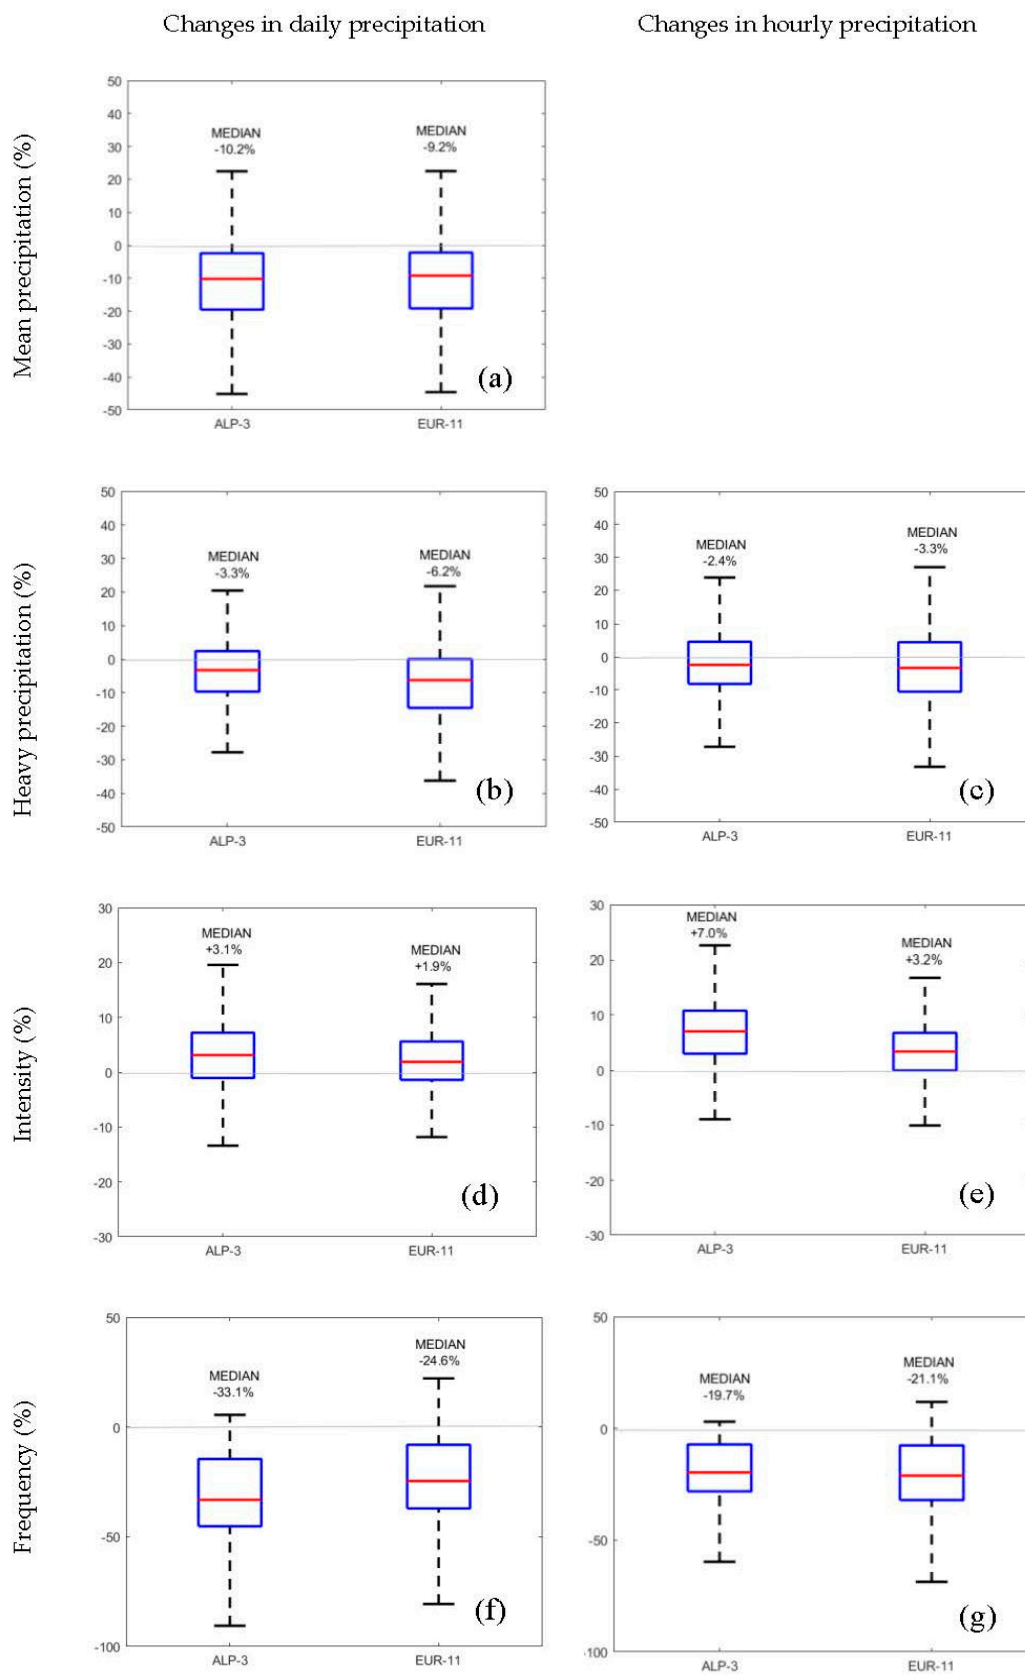 Changes in daily precipitation
Changes in hourly precipitation
Mean precipitation (%)
50
40
30
20
10
0
-10
-20
-30
-40
-50
MEDIAN
-10.2%
MEDIAN
-9.2%
(a)
ALP-3
EUR-11
Heavy precipitation (%)
50
40
30
20
10
0
-10
-20
-30
-40
-50
MEDIAN
-3.3%
MEDIAN
-6.2%
(b)
ALP-3
EUR-11
50
40
30
20
10
0
-10
-20
-30
-40
-50
MEDIAN
-2.4%
MEDIAN
-3.3%
(c)
ALP-3
EUR-11
Intensity (%)
30
20
10
0
-10
-20
-30
MEDIAN
+3.1%
MEDIAN
+1.9%
(d)
ALP-3
EUR-11
30
20
10
0
-10
-20
-30
MEDIAN
+7.0%
MEDIAN
+3.2%
(e)
ALP-3
EUR-11
Frequency (%)
50
0
-50
-100
MEDIAN
-33.1%
MEDIAN
-24.6%
(f)
ALP-3
EUR-11
50
0
-50
-100
MEDIAN
-19.7%
MEDIAN
-21.1%
(g)
ALP-3
EUR-11